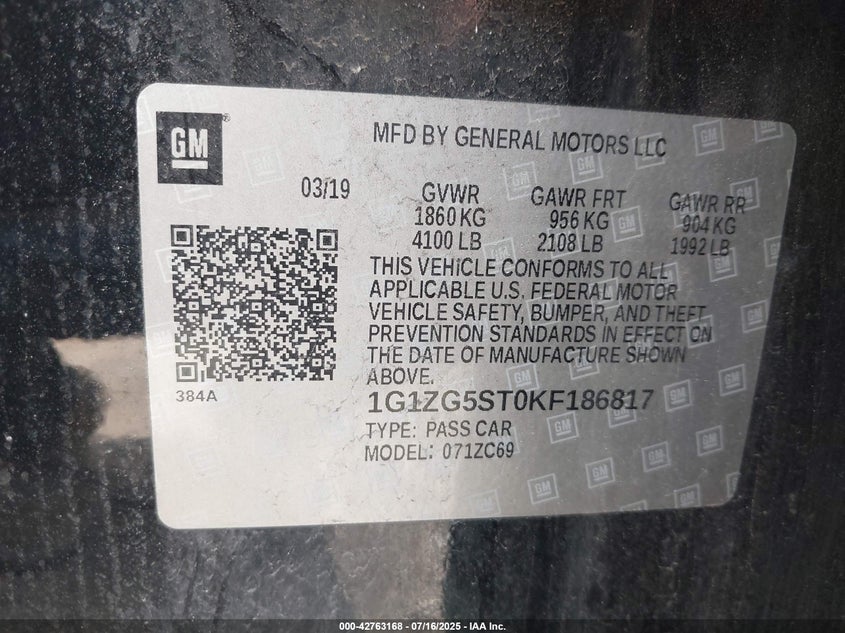 GM
MFD BY GENERAL MOTORS LLC
03/19
GVWR GAWR FRT GAWR RR
1860 KG 956 KG 904 KG
4100 LB 2108 LB 1992 LB
THIS VEHICLE CONFORMS TO ALL
APPLICABLE U.S. FEDERAL MOTOR
VEHICLE SAFETY, BUMPER, AND THEFT
PREVENTION STANDARDS IN EFFECT ON
THE DATE OF MANUFACTURE SHOWN
ABOVE.
384A
1G1ZG5ST0KF186817
TYPE: PASS CAR
MODEL: 071ZC69
000-42763168 - 07/16/2025 - IAA Inc.